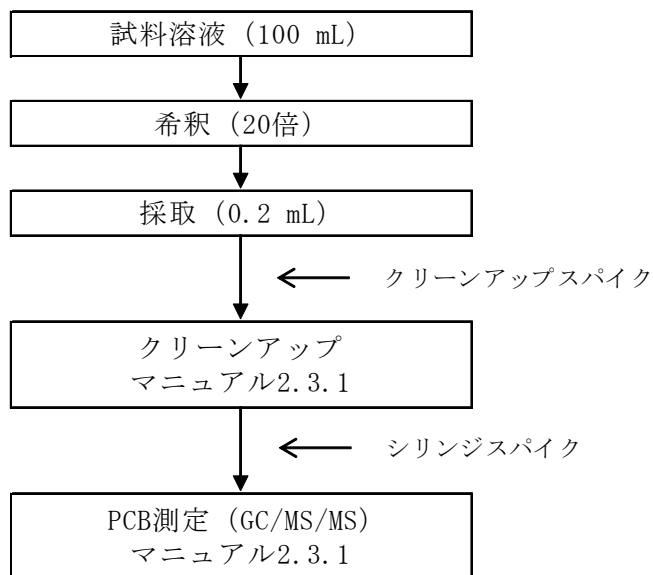 試料溶液 (100 mL)
希釈 (20倍)
採取 (0.2 mL)
クリーンアップスパイク
クリーンアップ
マニュアル2.3.1
シリンジスパイク
PCB測定 (GC/MS/MS)
マニュアル2.3.1